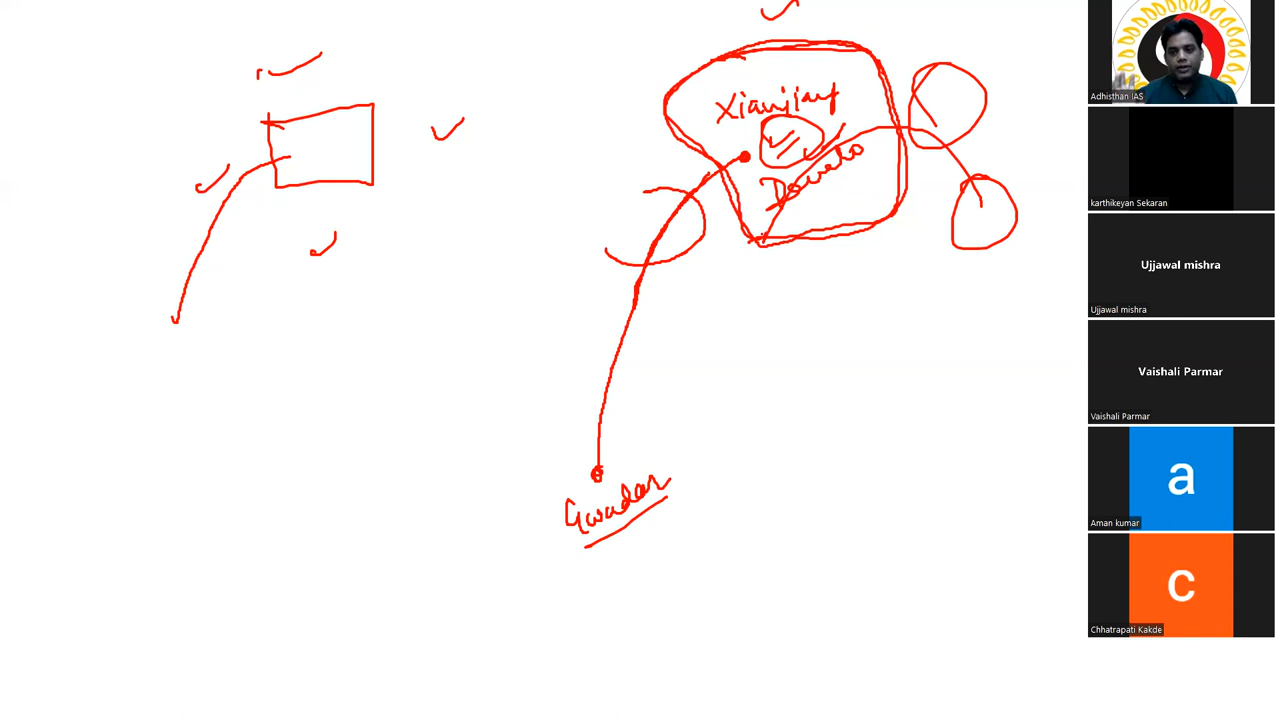 Xianjiang
Gwadar
Adhisthan IAS
karthikeyan Sekaran
Ujjawal mishra
Ujjawal mishra
Vaishali Parmar
Vaishali Parmar
a
Aman kumar
c
Chhatrapati Kakde